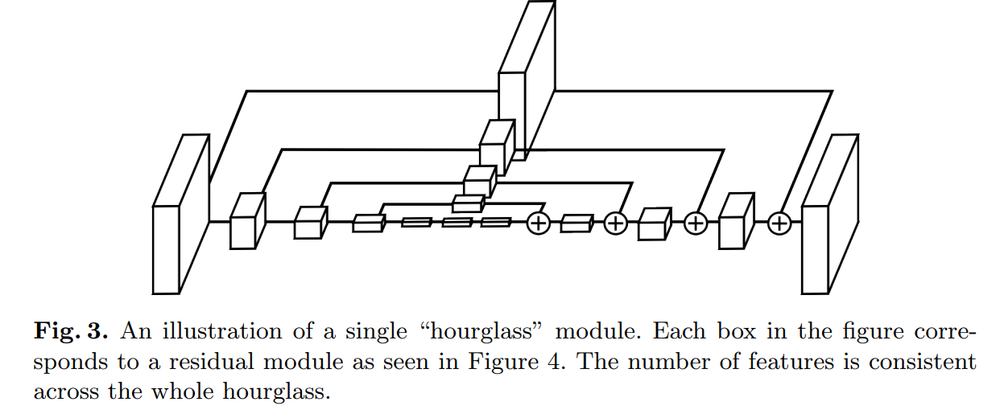 Fig. 3. An illustration of a single “hourglass” module. Each box in the figure corre-
sponds to a residual module as seen in Figure 4. The number of features is consistent
across the whole hourglass.